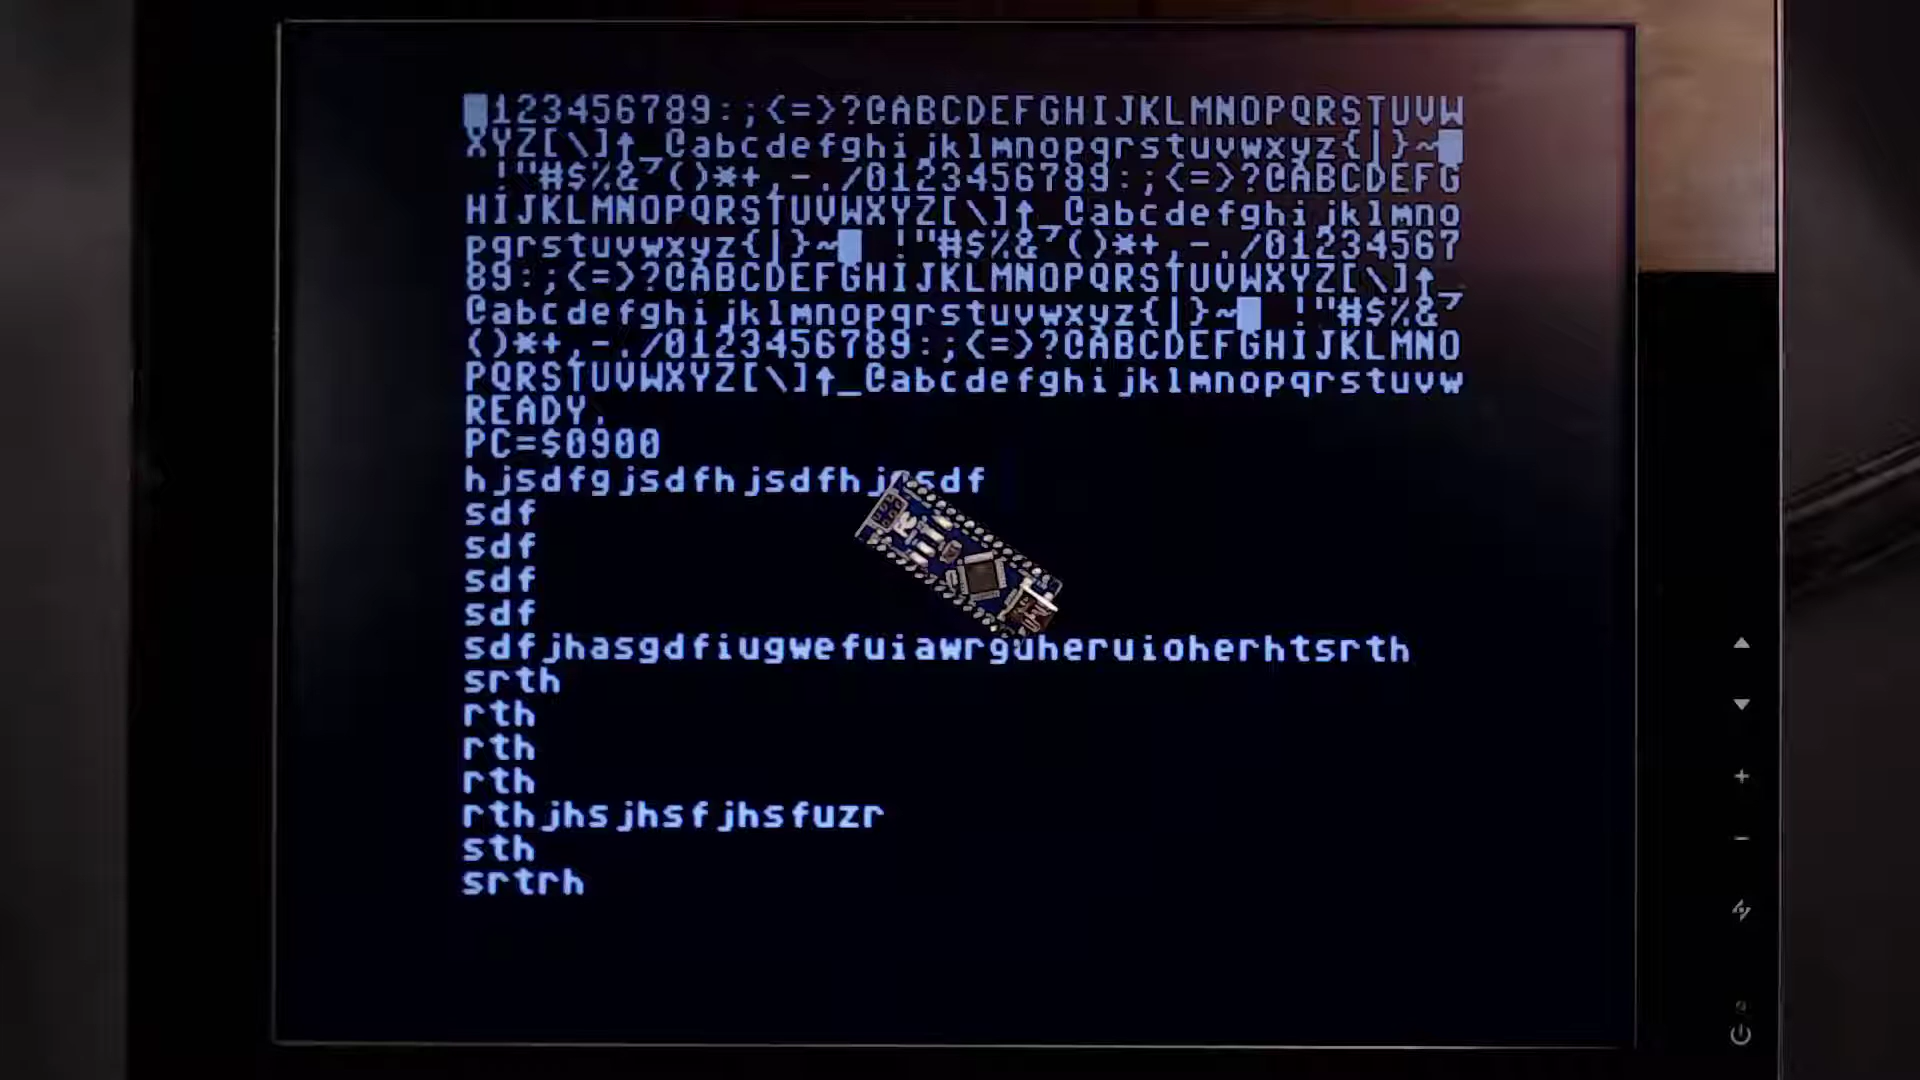 █123456789:;<=>?@ABCDEFGHIJKLMNOPQRSTUVW
XYZ[\]↑_@abcdefghijklmnopqrstuvwxyz{|}~█
 !"#$%&´()*+,-./0123456789:;<=>?@ABCDEFG
HIJKLMNOPQRSTUVWXYZ[\]↑_@abcdefghijklmno
pqrstuvwxyz{|}~█ !"#$%&´()*+,-./01234567
89:;<=>?@ABCDEFGHIJKLMNOPQRSTUVWXYZ[\]↑_
@abcdefghijklmnopqrstuvwxyz{|}~█ !"#$%&´
()*+,-./0123456789:;<=>?@ABCDEFGHIJKLMNO
PQRSTUVWXYZ[\]↑_@abcdefghijklmnopqrstuvw
READY.
PC=$0900
sdf
sdf
sdf
sdf
sdfjhasgdfiugwefuiawrguheruioherhtsrth
srth
rth
rth
rth
rthjhsjhsfjhsfuzr
sth
srtrh